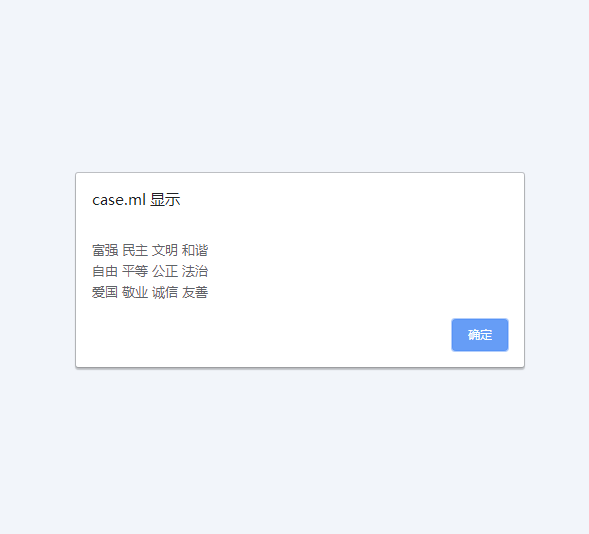 case.ml 显示
富强 民主 文明 和谐
自由 平等 公正 法治
爱国 敬业 诚信 友善
确定